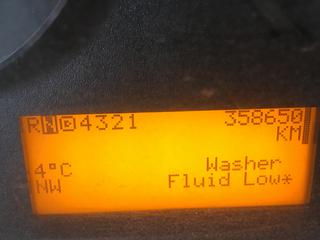 RND4321 358650
KM
4°C Washer
NW Fluid Low*